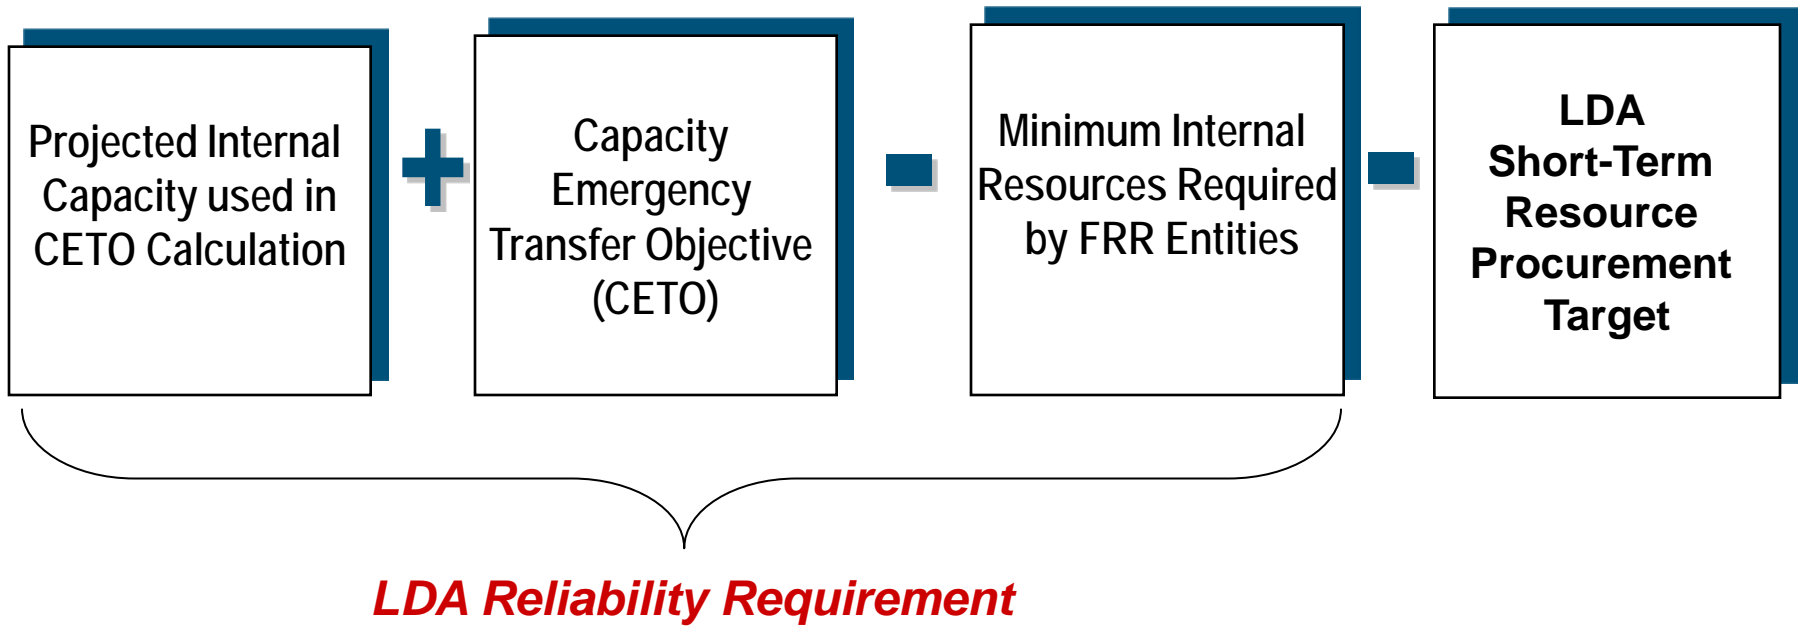 Projected Internal
Capacity used in
CETO Calculation
+
Capacity
Emergency
Transfer Objective
(CETO)
-
Minimum Internal
Resources Required
by FRR Entities
-
LDA
Short-Term
Resource
Procurement
Target
LDA Reliability Requirement